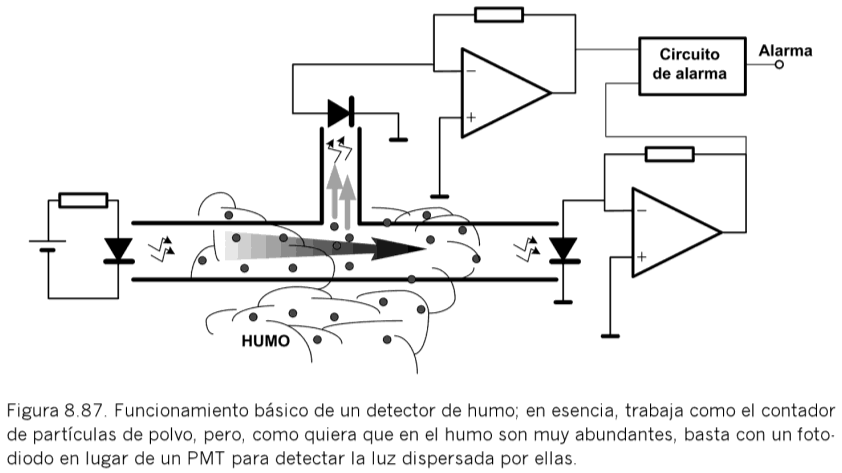 Circuito
de alarma
Alarma
−
+
−
+
HUMO
Figura 8.87. Funcionamiento básico de un detector de humo; en esencia, trabaja como el contador
de partículas de polvo, pero, como quiera que en el humo son muy abundantes, basta con un foto-
diodo en lugar de un PMT para detectar la luz dispersada por ellas.